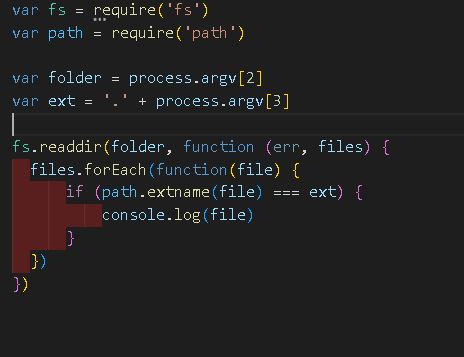 var fs = require('fs')
var path = require('path')

var folder = process.argv[2]
var ext = '.' + process.argv[3]

fs.readdir(folder, function (err, files) {
  files.forEach(function(file) {
      if (path.extname(file) === ext) {
          console.log(file)
      }
  })
})